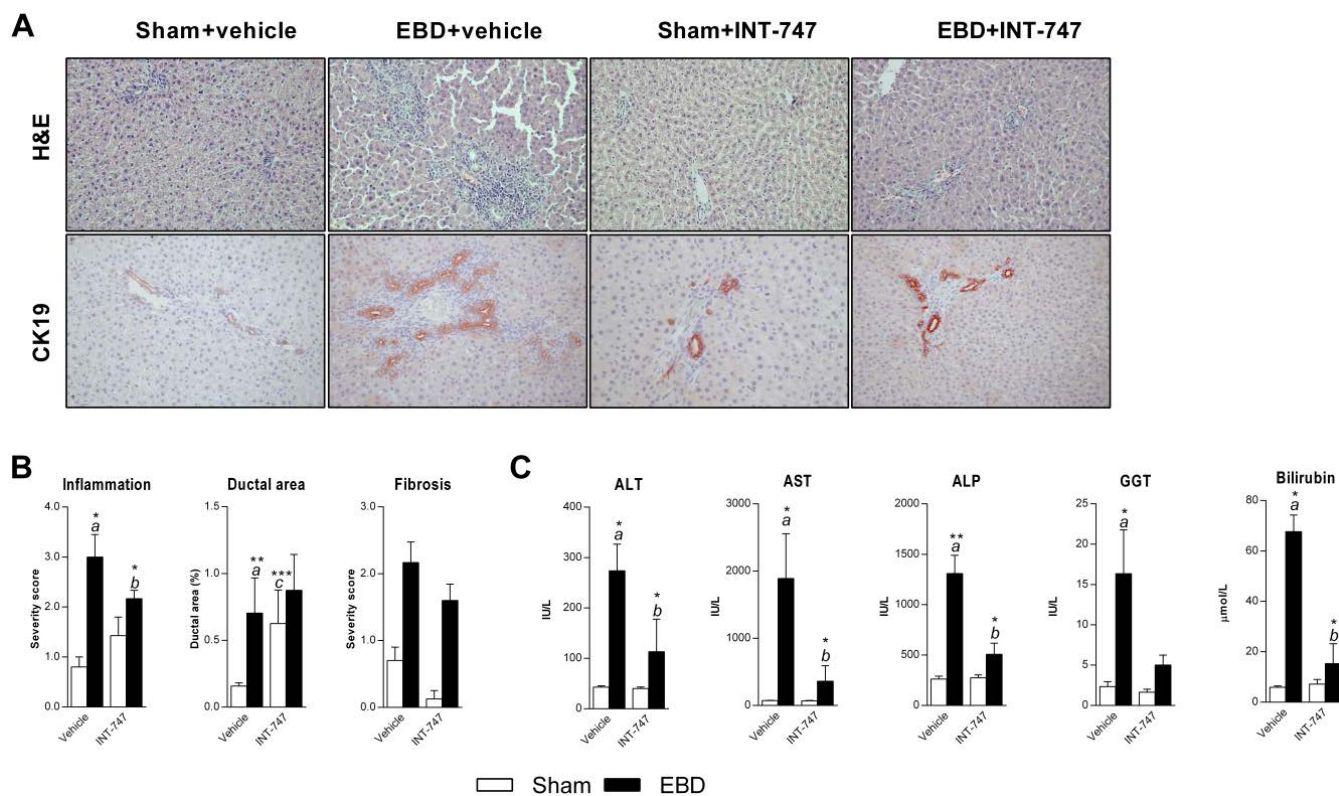 A
Sham+vehicle
EBD+vehicle
Sham+INT-747
EBD+INT-747
H&E
CK19
B
Inflammation
Severity score
4.0
3.0
2.0
1.0
0.0
*
a
*
b
Vehicle
INT-747
Ductal area
Ductal area (%)
1.5
1.0
0.5
0.0
**
a
***
c
Vehicle
INT-747
Fibrosis
Severity score
3.0
2.0
1.0
0.0
Vehicle
INT-747
C
ALT
IU/L
400
300
200
100
0
*
a
*
b
Vehicle
INT-747
AST
IU/L
3000
2000
1000
0
*
a
*
b
Vehicle
INT-747
ALP
IU/L
2000
1500
1000
500
0
**
a
*
b
Vehicle
INT-747
GGT
IU/L
25
20
15
10
5
0
*
a
Vehicle
INT-747
Bilirubin
µmol/L
80
60
40
20
0
*
a
*
b
Vehicle
INT-747
Sham
EBD